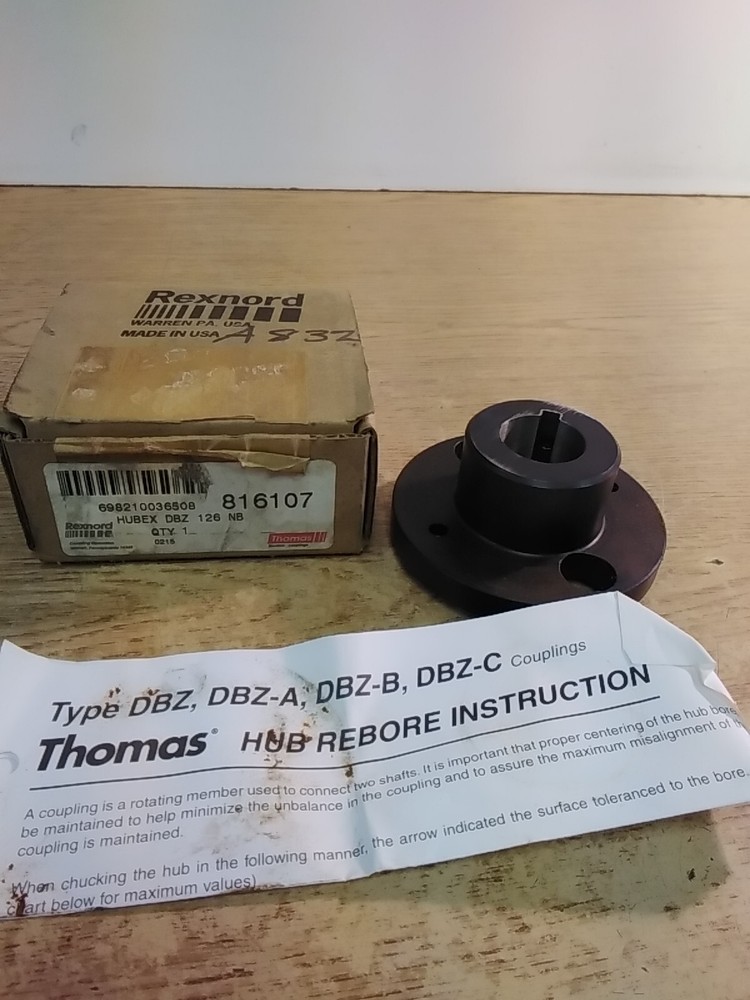 Rexnord
WARREN PA. USA
MADE IN USA A 832
698210036508 816107
HUBEX DBZ 126 NB
QTY 1
Rexnord 0215 Thomas
Type DBZ, DBZ-A, DBZ-B, DBZ-C Couplings
Thomas® HUB REBORE INSTRUCTION
A coupling is a rotating member used to connect two shafts. It is important that proper centering of the hub bore
be maintained to help minimize the unbalance in the coupling and to assure the maximum misalignment of
coupling is maintained.
When chucking the hub in the following manner, the arrow indicated the surface toleranced to the bore.
chart below for maximum values)